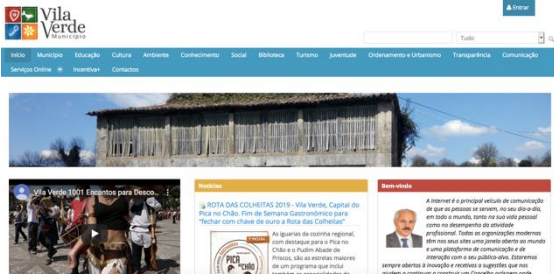 Entrar
Vila
Verde
Município
Tudo
Início Município Educação Cultura Ambiente Conhecimento Social Biblioteca Turismo Juventude Ordenamento e Urbanismo Transparência Comunicação
Serviços Online Incentiva+ Contactos
Vila Verde 1001 Encantos para Desco...
Notícias
ROTA DAS COLHEITAS 2019 - Vila Verde, Capital do
Pica no Chão. Fim de Semana Gastronómico para
"fechar com chave de ouro a Rota das Colheitas"
PICA
CHÃO
As iguarias da cozinha regional,
com destaque para o Pica no
Chão e o Pudim Abade de
Priscos, são as estrelas maiores
de um programa que inclui
Bem-vindo
A Internet é o principal veículo de comunicação
de que as pessoas se servem, no seu dia-a-dia,
em todo o mundo, tanto na sua vida pessoal
como no desempenho da atividade
profissional. Todas as organizações modernas
têm nos seus sites uma janela aberta ao mundo
e uma plataforma de comunicação e de
interação com o seu público-alvo. Estaremos
sempre abertos à inovação e recetivos a sugestões que nos